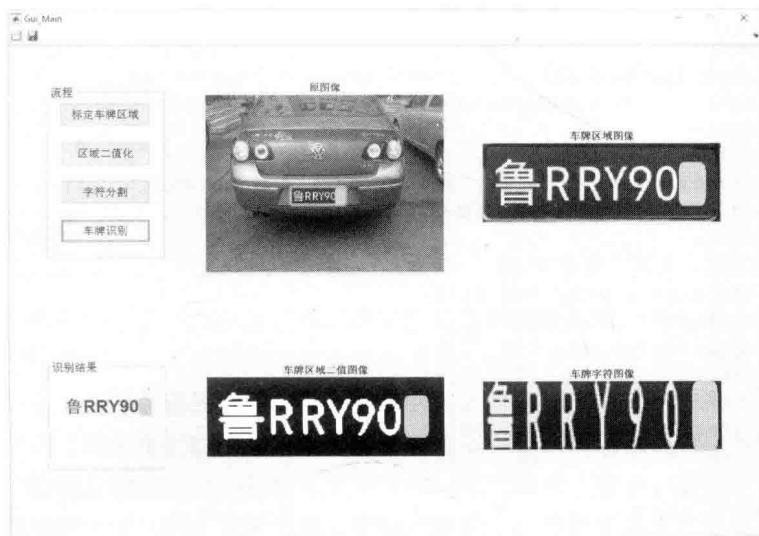 Gui_Main
流程
标定车牌区域
区域二值化
字符分割
车牌识别
原图像
鲁RRY90
车牌区域图像
鲁RRY90
识别结果
鲁RRY90
车牌区域二值图像
鲁RRY90
车牌字符图像
鲁RRY90